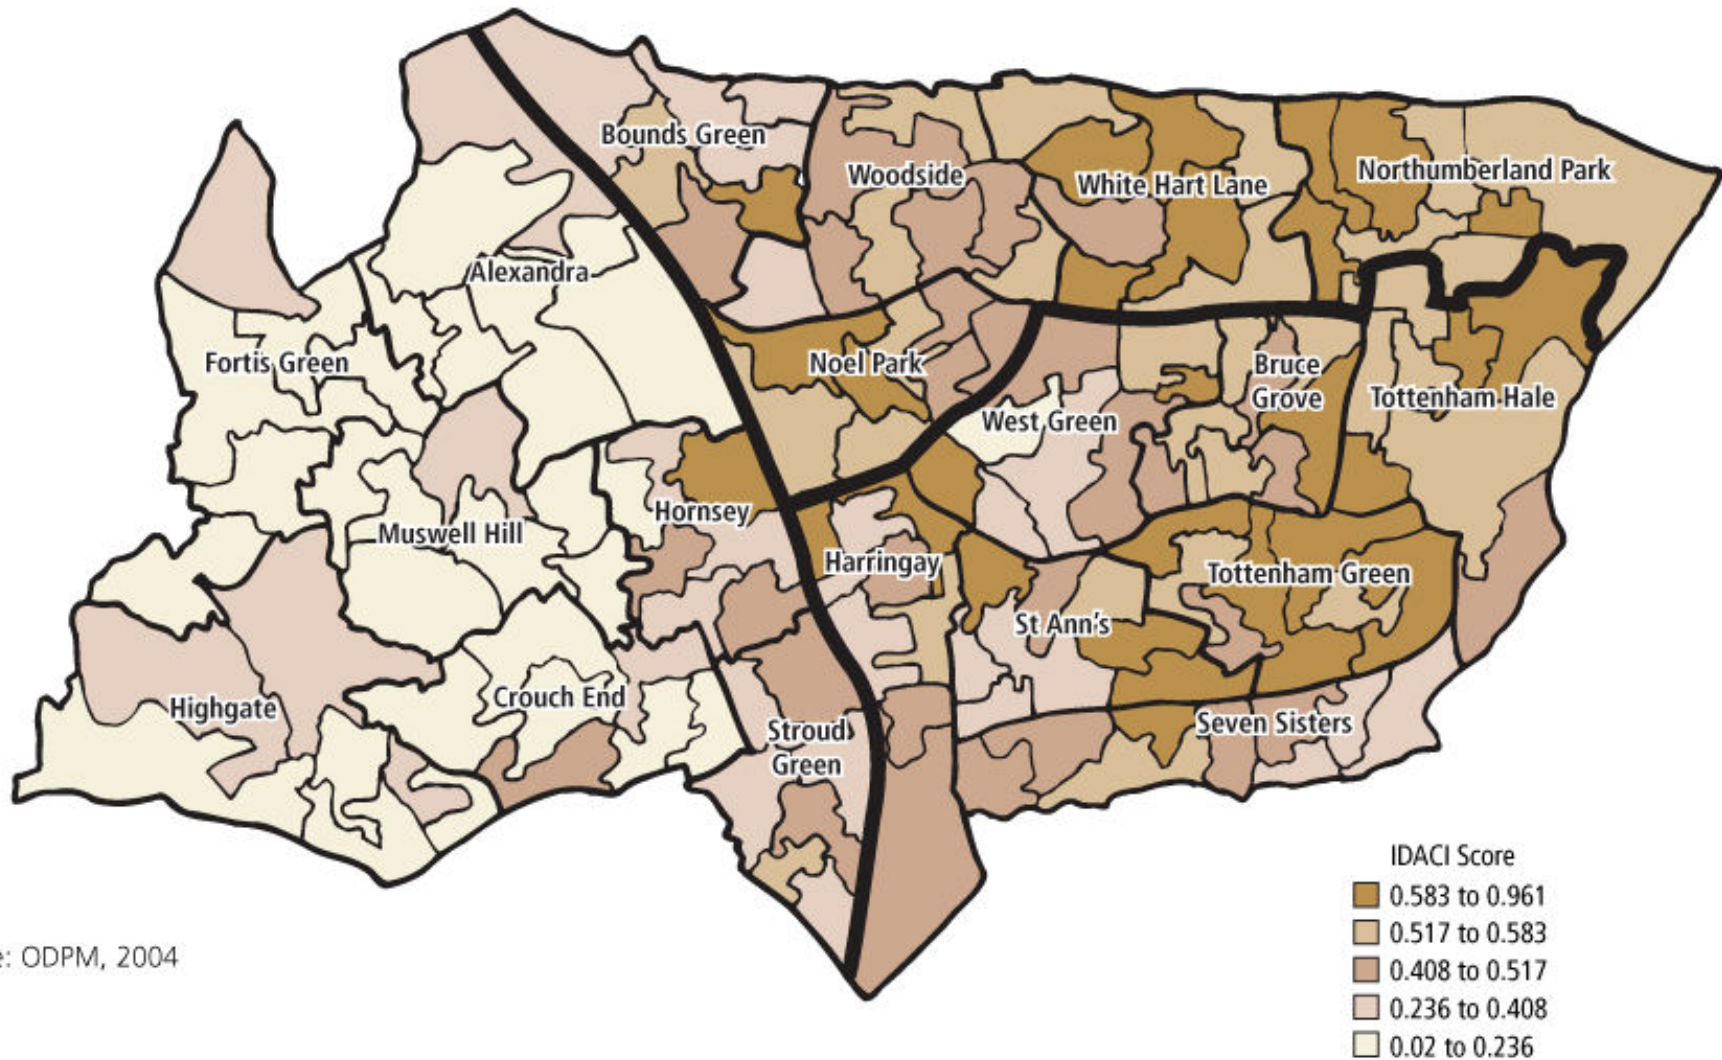 Bounds Green
Woodside
White Hart Lane
Northumberland Park
Alexandra
Fortis Green
Noel Park
Bruce
Grove
Tottenham Hale
West Green
Hornsey
Muswell Hill
Harringay
Tottenham Green
St Ann's
Highgate
Crouch End
Stroud
Green
Seven Sisters
IDACI Score
0.583 to 0.961
0.517 to 0.583
0.408 to 0.517
0.236 to 0.408
0.02 to 0.236
: ODPM, 2004